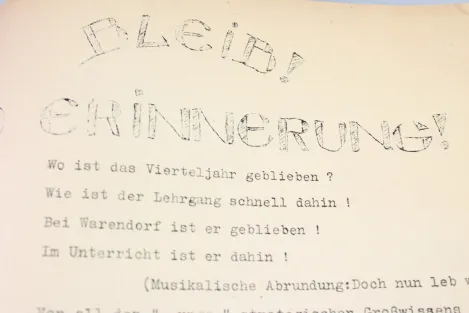 BLEIB!
ERINNERUNG!
Wo ist das Vierteljahr geblieben ?
Wie ist der Lehrgang schnell dahin !
Bei Warendorf ist er geblieben !
Im Unterricht ist er dahin !
(Musikalische Abrundung:Doch nun leb